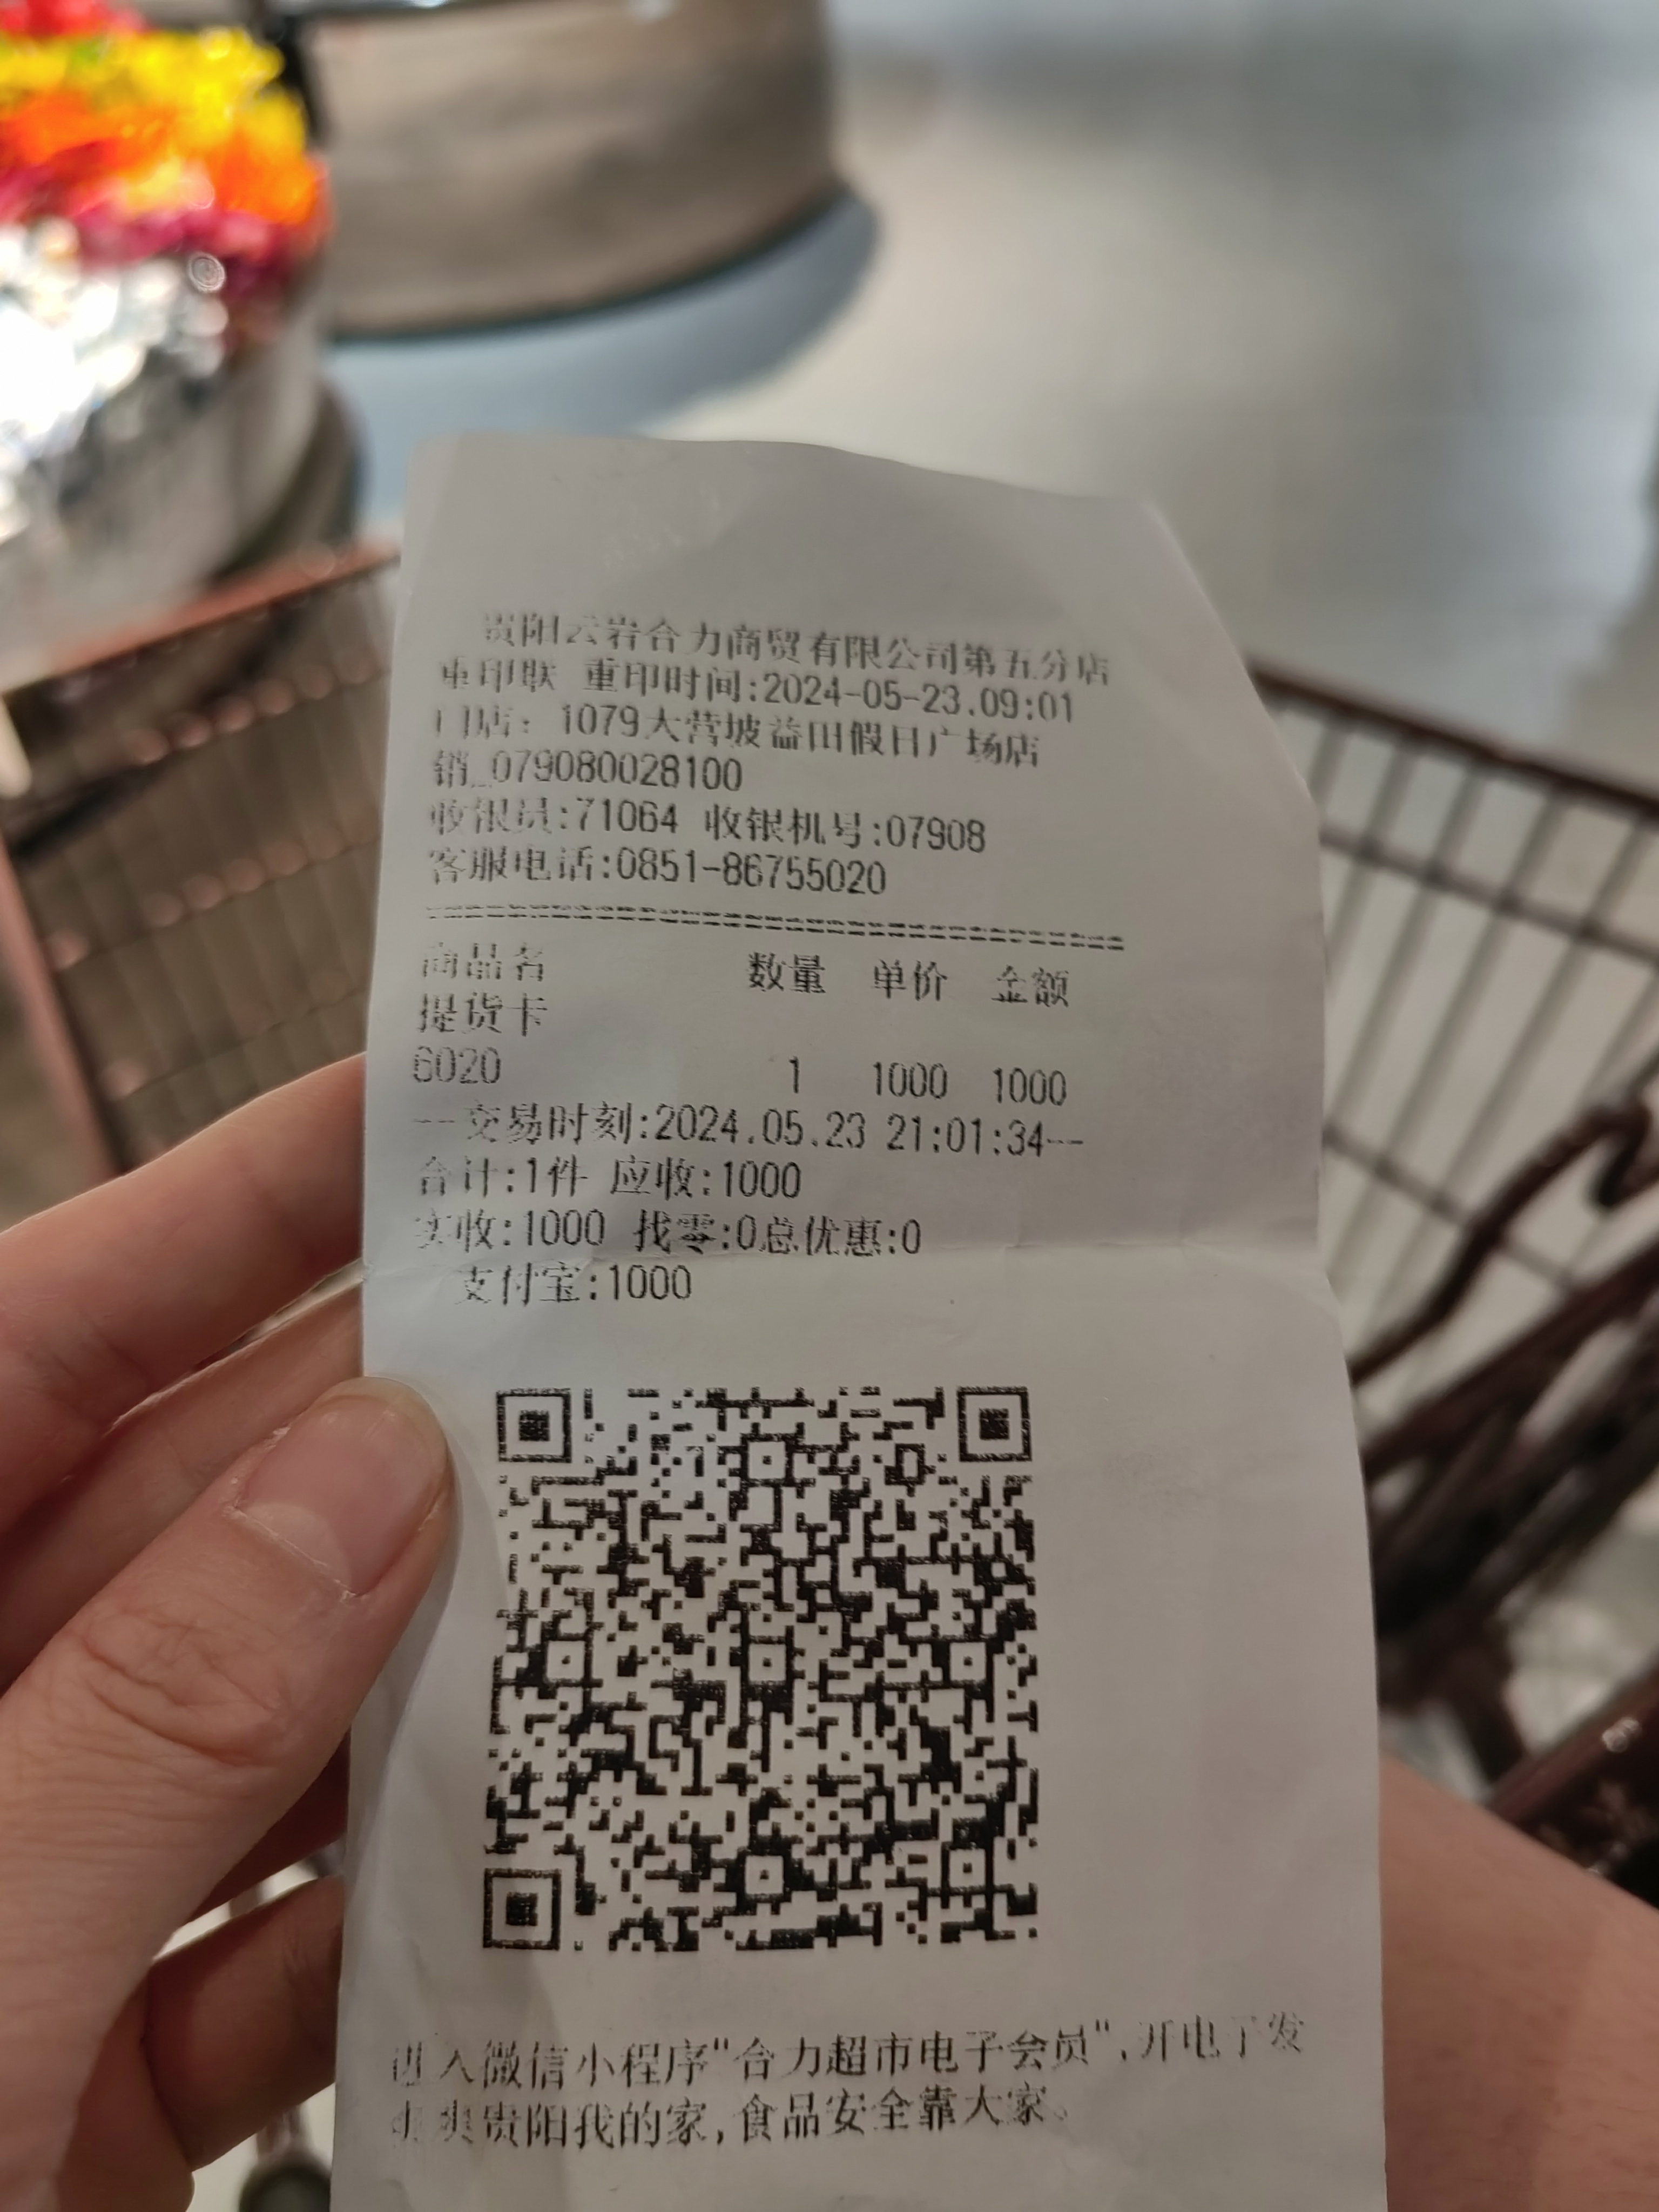 贵阳云岩合力商贸有限公司第五分店
重印联 重印时间:2024-05-23.09:01
门店: 1079大营坡益田假日广场店
销_079080028100
收银员:71064 收银机号:07908
客服电话:0851-86755020
商品名 数量 单价 金额
提货卡
6020 1 1000 1000
--交易时刻:2024.05.23 21:01:34--
合计:1件 应收:1000
实收:1000 找零:0总优惠:0
支付宝:1000
进入微信小程序"合力超市电子会员",开电子发
爽贵阳我的家,食品安全靠大家。